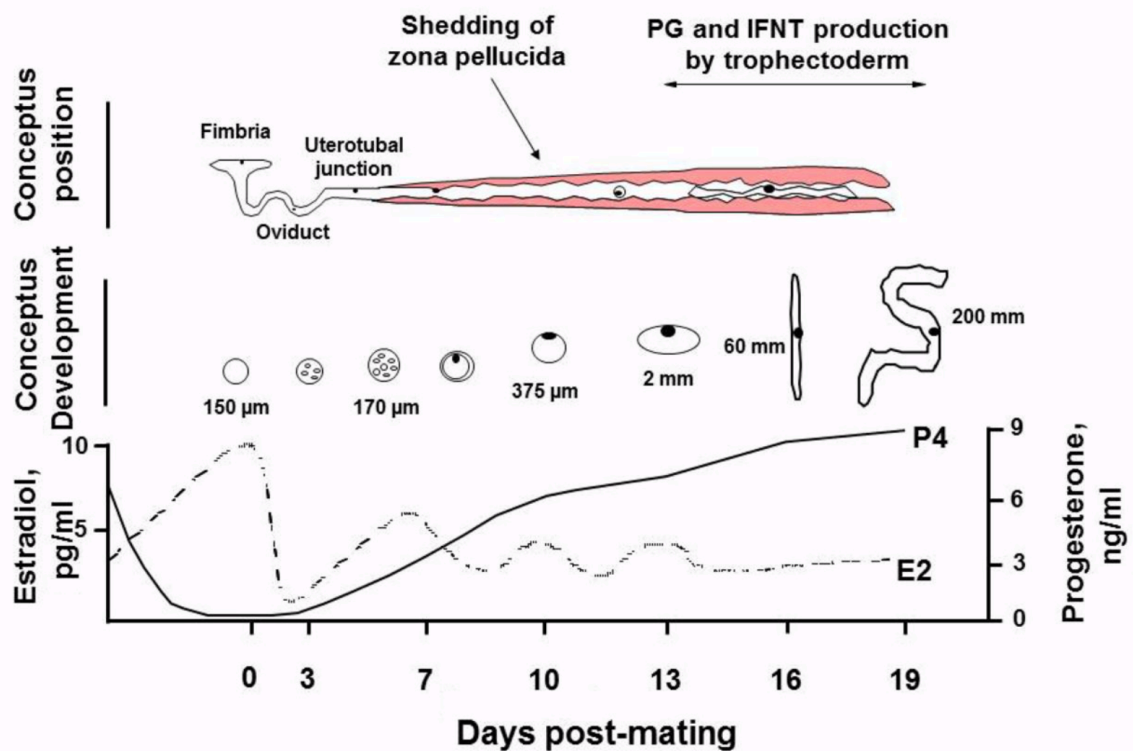 Shedding of
zona pellucida
PG and IFNT production
by trophectoderm
Conceptus
position
Fimbria
Uterotubal
junction
Oviduct
Conceptus
Development
150 µm
170 µm
375 µm
2 mm
60 mm
200 mm
Estradiol,
pg/ml
10
5
P4
E2
9
6
3
0
Progesterone,
ng/ml
0 3 7 10 13 16 19
Days post-mating